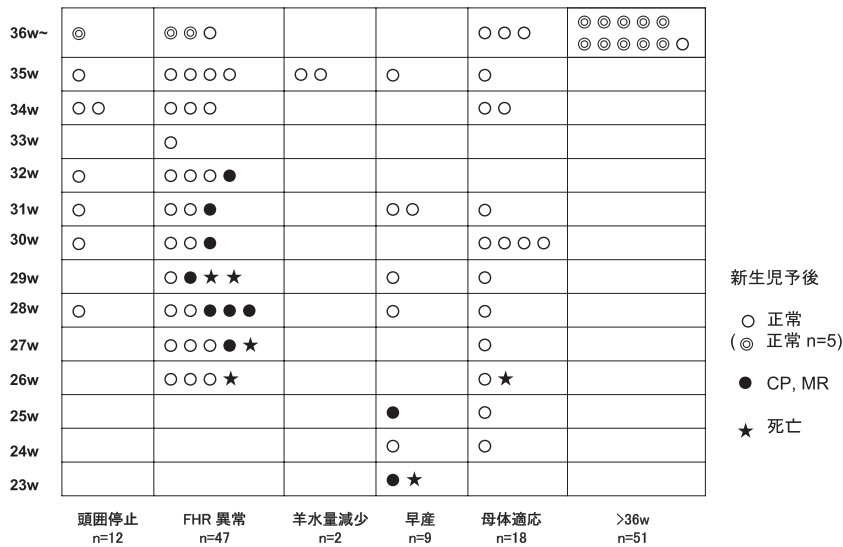 36w~
35w
34w
33w
32w
31w
30w
29w
28w
27w
26w
25w
24w
23w
頭囲停止
n=12
FHR 異常
n=47
羊水量減少
n=2
早産
n=9
母体適応
n=18
>36w
n=51
新生児予後
○ 正常
(◎ 正常 n=5)
● CP, MR
★ 死亡